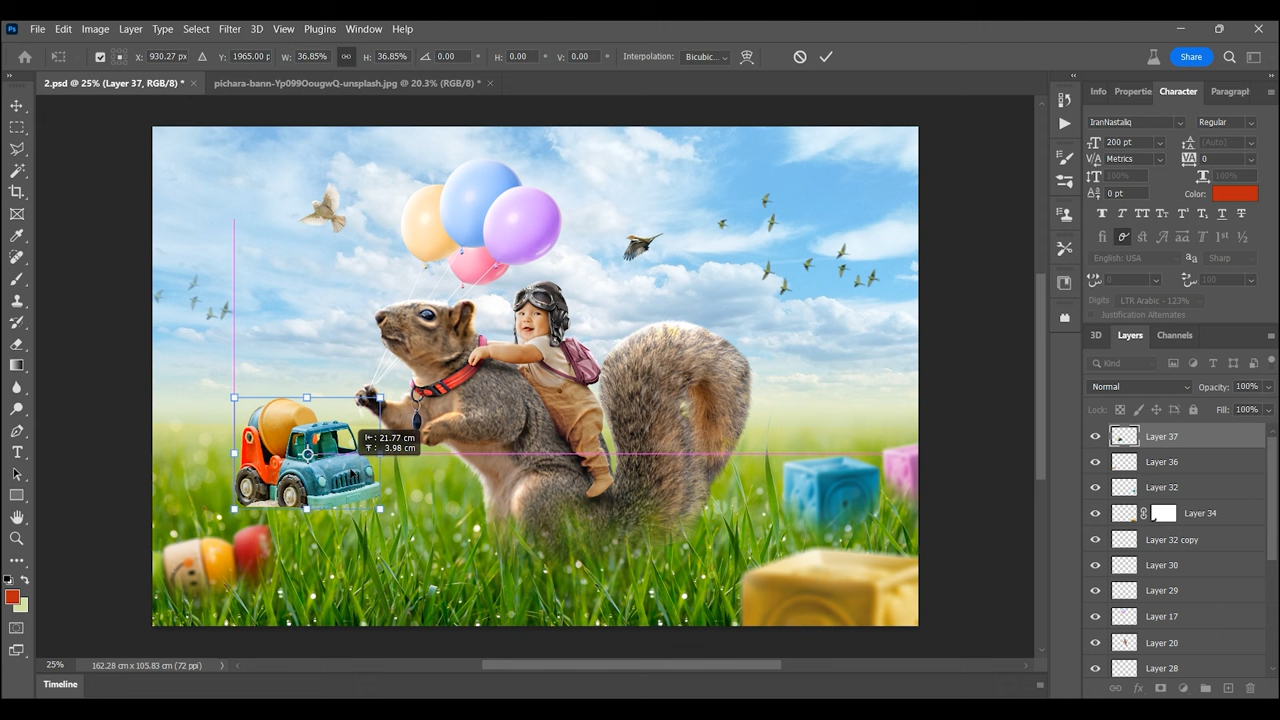 Ps File Edit Image Layer Type Select Filter 3D View Plugins Window Help
X: 930.27 px Y: 1965.00 p W: 36.85% H: 36.85% 0.00 ° H: 0.00 ° V: 0.00 ° Interpolation: Bicubic... Share
2.psd @ 25% (Layer 37, RGB/8) * × pichara-bann-Yp099OougwQ-unsplash.jpg @ 20.3% (RGB/8) * ×
Info Propertie Character Paragraph
IranNastaliq Regular
200 pt (Auto)
Metrics 0
100% 100%
0 pt Color:
English: USA Sharp
100
Digits LTR Arabic - 123%
Justification Alternates
3D Layers Channels
Kind
Normal Opacity: 100%
Lock: Fill: 100%
Layer 37
Layer 36
Layer 32
Layer 34
Layer 32 copy
Layer 30
Layer 29
Layer 17
Layer 20
Layer 28
: 21.77 cm
: 3.98 cm
25% 162.28 cm x 105.83 cm (72 ppi)
Timeline